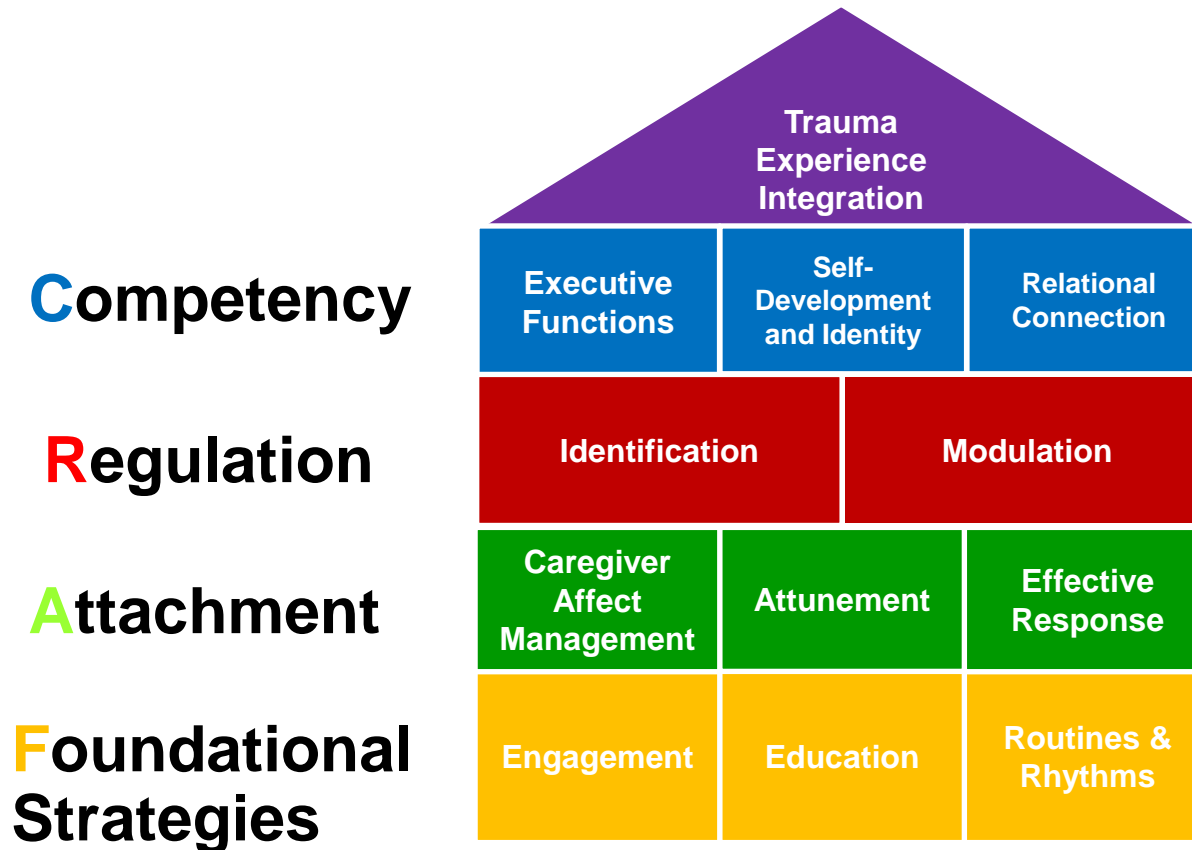 Trauma
Experience
Integration
Competency
Executive
Functions
Self-
Development
and Identity
Relational
Connection
Regulation
Identification
Modulation
Attachment
Caregiver
Affect
Management
Attunement
Effective
Response
Foundational
Strategies
Engagement
Education
Routines &
Rhythms